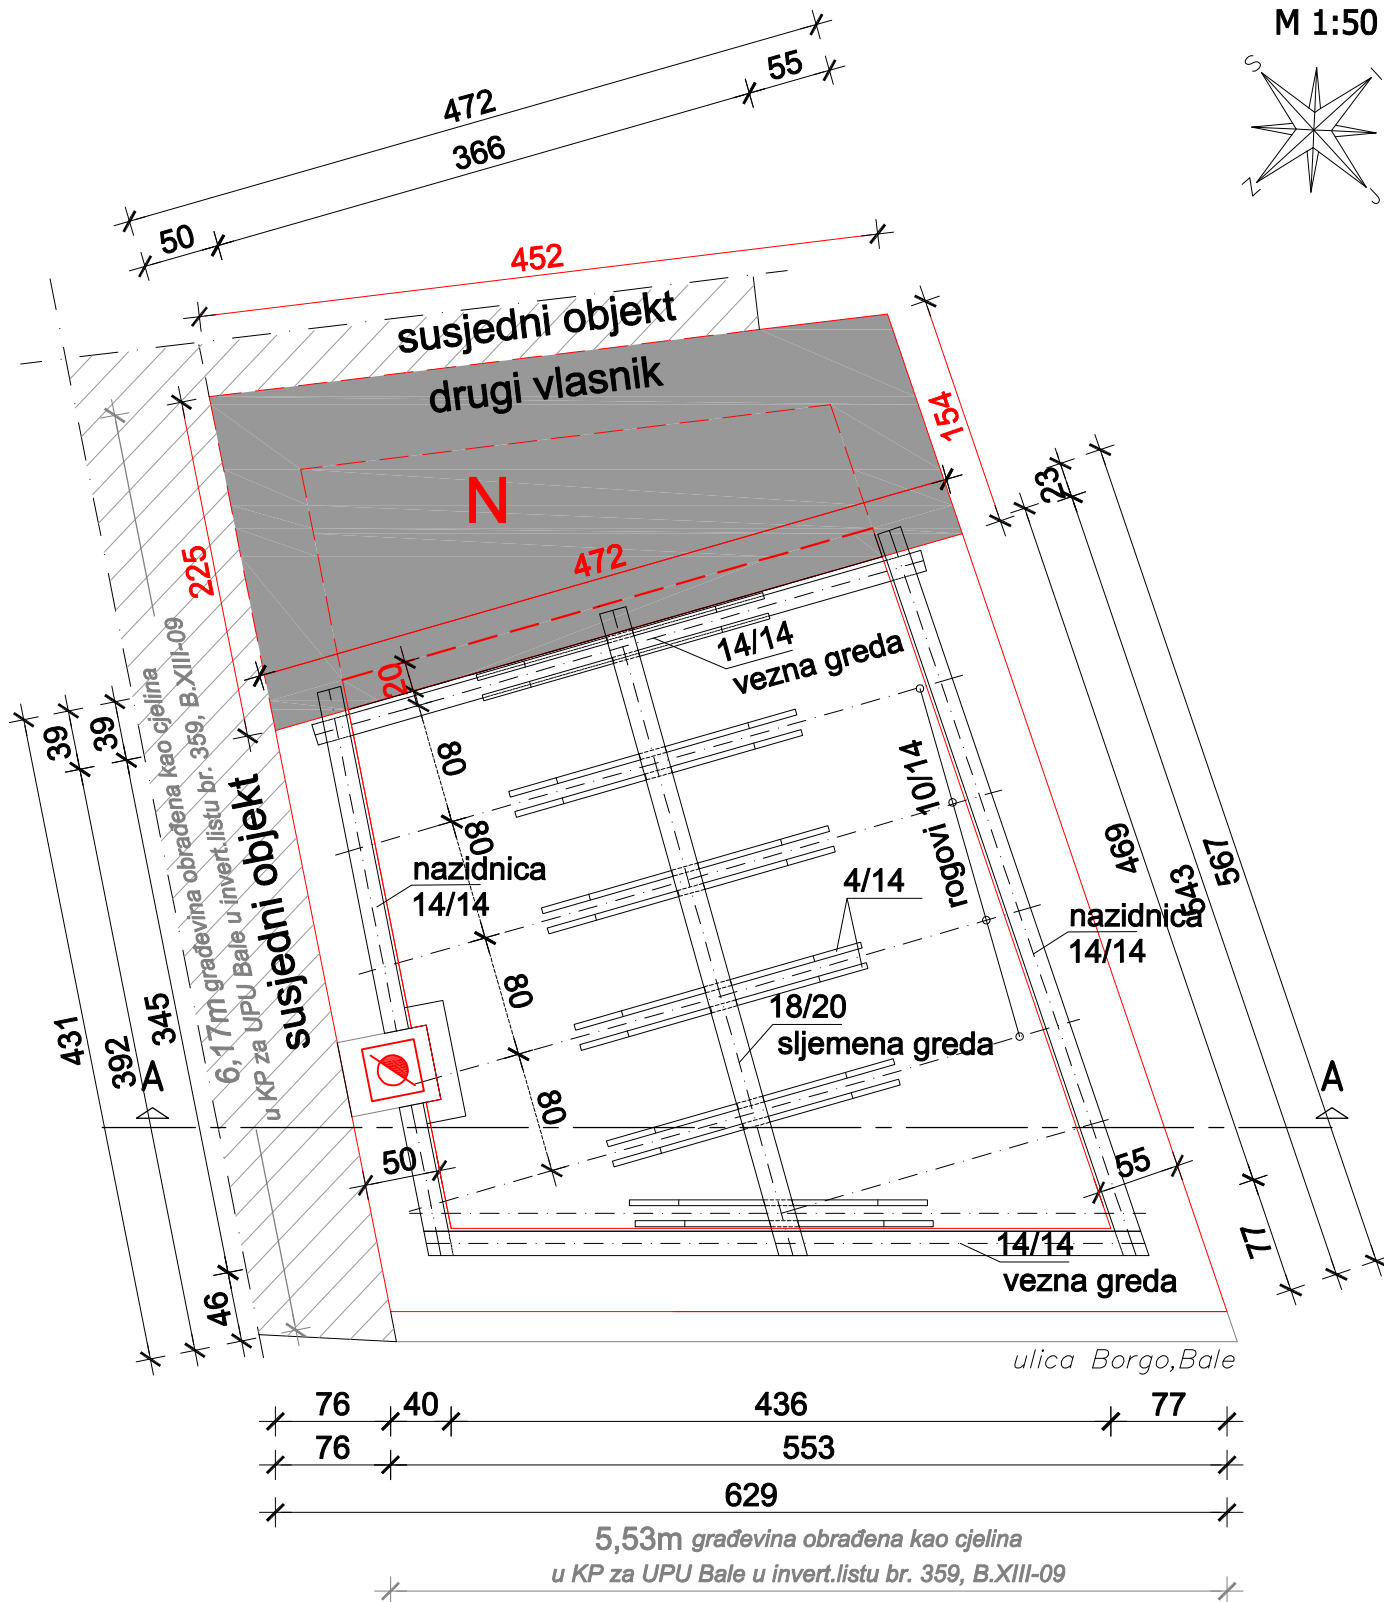 M 1:50
S
I
Z
J
472
366
55
50
452
susjedni objekt
drugi vlasnik
N
472
154
225
20
23
14/14
vezna greda
39
39
80
80
80
80
rogovi 10/14
nazidnica
14/14
4/14
nazidnica
14/14
469
543
567
18/20
sljemena greda
susjedni objekt
6,17m građevina obrađena kao cjelina
u KP za UPU Bale u invert.listu br. 359, B.XIII-09
431
392
345
A
A
50
55
77
46
14/14
vezna greda
ulica Borgo,Bale
76
40
436
77
76
553
629
5,53m građevina obrađena kao cjelina
u KP za UPU Bale u invert.listu br. 359, B.XIII-09